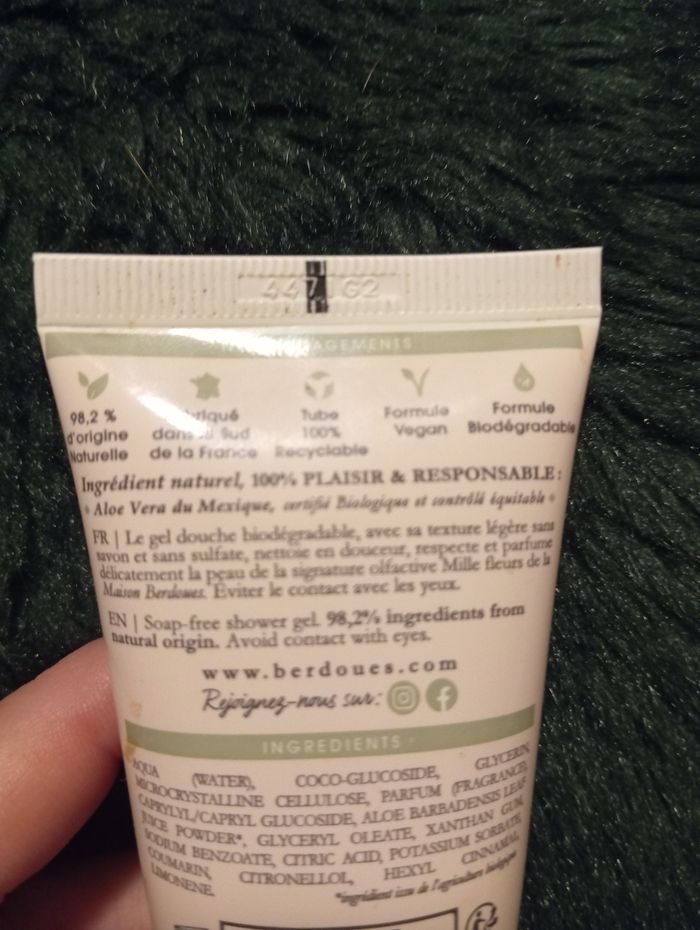 447 G2
AGEMENTS
98,2 %
d'origine
Naturelle
dans Sud
de la France
Tube
100%
Recyclable
Formule
Vegan
Formule
Biodégradable
Ingrédient naturel, 100% PLAISIR & RESPONSABLE :
• Aloe Vera du Mexique, certifié Biologique et contrôlé équitable •
FR | Le gel douche biodégradable, avec sa texture légère sans
savon et sans sulfate, nettoie en douceur, respecte et parfume
délicatement la peau de la signature olfactive Mille fleurs de la
Maison Berdoues. Éviter le contact avec les yeux.
EN | Soap-free shower gel. 98,2% ingredients from
natural origin. Avoid contact with eyes.
www.berdoues.com
Rejoignez-nous sur:
INGREDIENTS
AQUA (WATER), COCO-GLUCOSIDE, GLYCERIN,
MICROCRYSTALLINE CELLULOSE, PARFUM (FRAGRANCE),
CAPRYLYL/CAPRYL GLUCOSIDE, ALOE BARBADENSIS LEAF
JUICE POWDER*, GLYCERYL OLEATE, XANTHAN GUM,
SODIUM BENZOATE, CITRIC ACID, POTASSIUM SORBATE,
COUMARIN, CITRONELLOL, HEXYL CINNAMAL,
LIMONENE.
*ingrédient issu de l'agriculture biologique